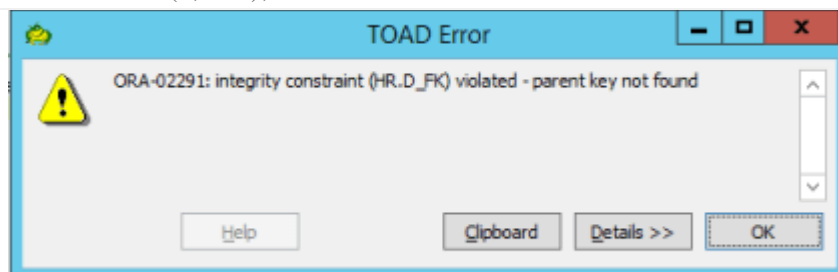 TOAD Error
ORA-02291: integrity constraint (HR.D_FK) violated - parent key not found
Help
Clipboard
Details >>
OK